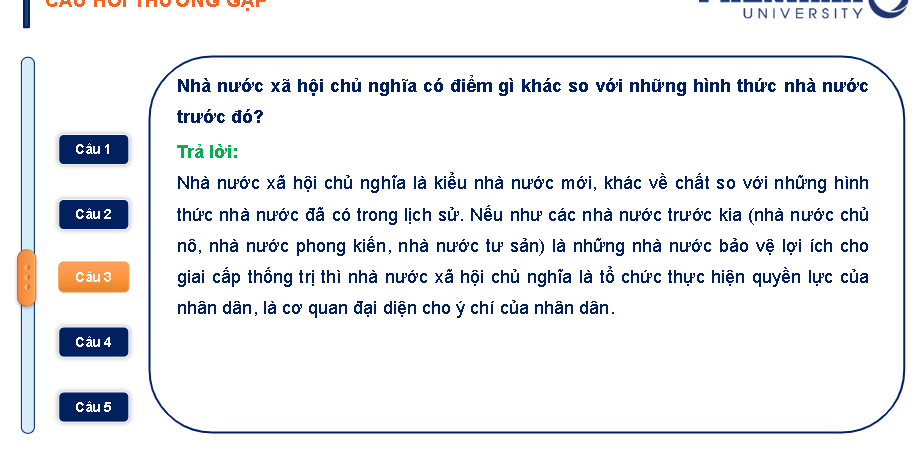 CÂU HỎI THƯỜNG GẶP
UNIVERSITY
Nhà nước xã hội chủ nghĩa có điểm gì khác so với những hình thức nhà nước
trước đó?
Trả lời:
Nhà nước xã hội chủ nghĩa là kiểu nhà nước mới, khác về chất so với những hình
thức nhà nước đã có trong lịch sử. Nếu như các nhà nước trước kia (nhà nước chủ
nô, nhà nước phong kiến, nhà nước tư sản) là những nhà nước bảo vệ lợi ích cho
giai cấp thống trị thì nhà nước xã hội chủ nghĩa là tổ chức thực hiện quyền lực của
nhân dân, là cơ quan đại diện cho ý chí của nhân dân.
Câu 1
Câu 2
Câu 3
Câu 4
Câu 5